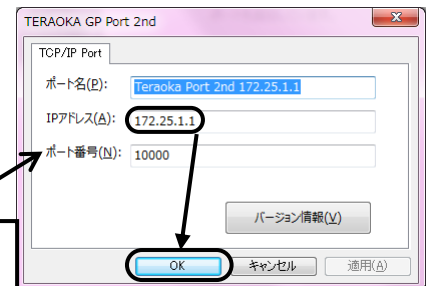 TERAOKA GP Port 2nd
TCP/IP Port
ポート名(P): Teraoka Port 2nd 172.25.1.1
IPアドレス(A): 172.25.1.1
ポート番号(N): 10000
バージョン情報(V)
OK キャンセル 適用(A)